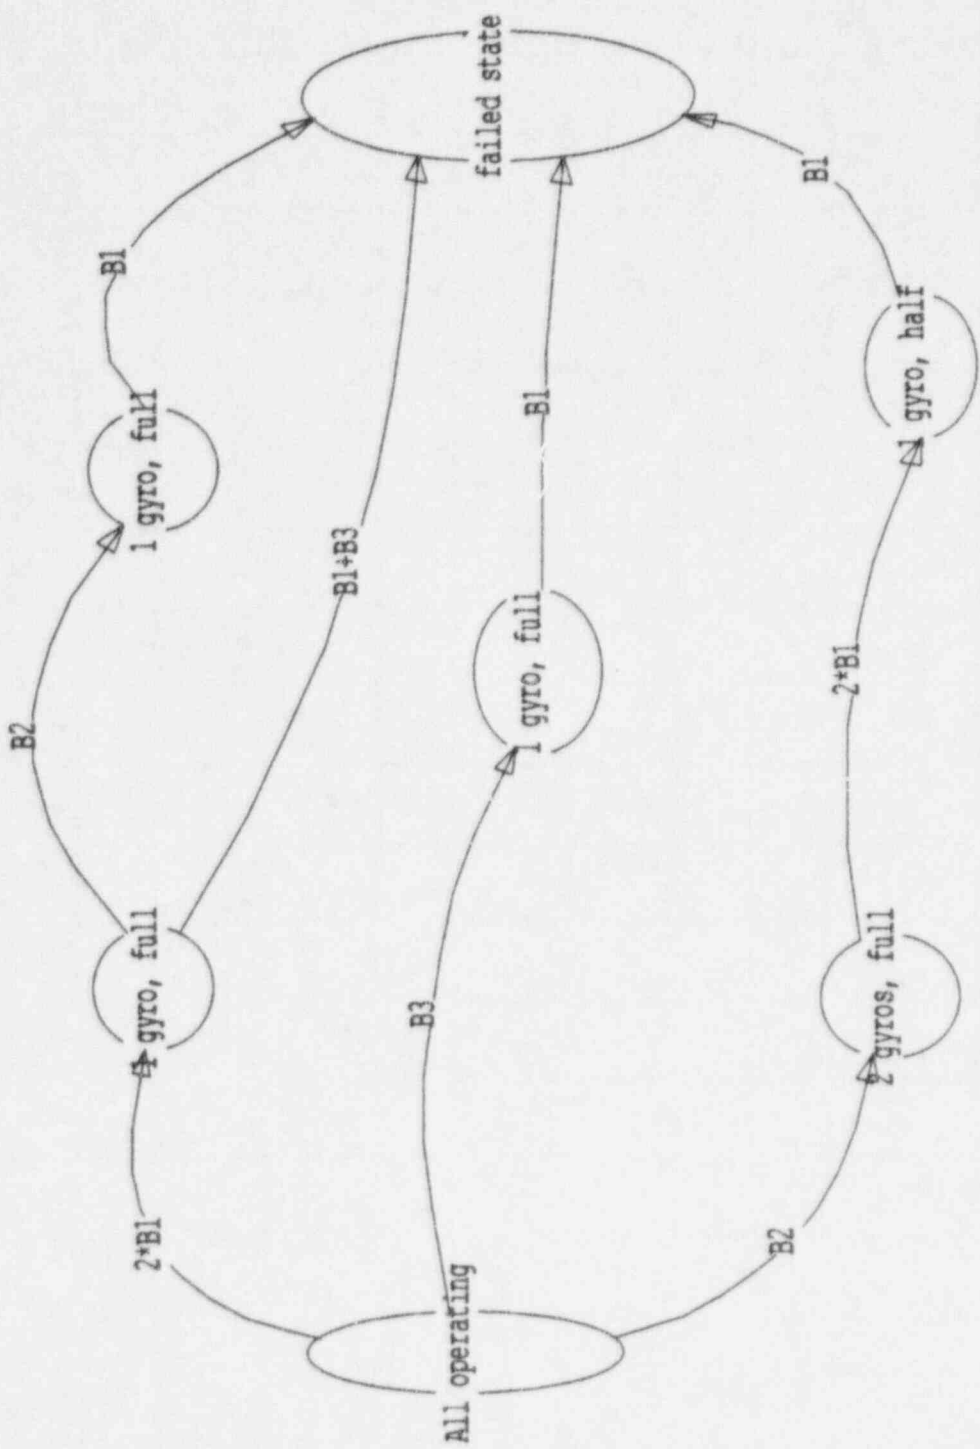 All operating
2*B1
1 gyro, full
B2
1 gyro, full
B1
B1+B3
B3
1 gyro, full
B1
failed state
B2
2 gyros, full
2*B1
1 gyro, half
B1